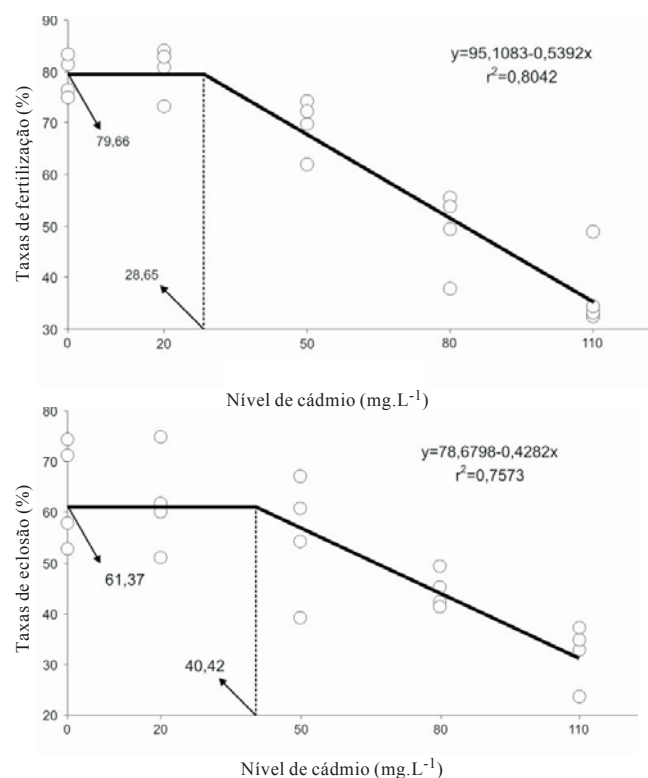 90
80
70
60
50
40
30
Taxas de fertilização (%)
y=95,1083-0,5392x
r²=0,8042
79,66
28,65
0 20 50 80 110
Nível de cádmio (mg.L-1)
80
70
60
50
40
30
20
Taxas de eclosão (%)
y=78,6798-0,4282x
r²=0,7573
61,37
40,42
0 20 50 80 110
Nível de cádmio (mg.L-1)